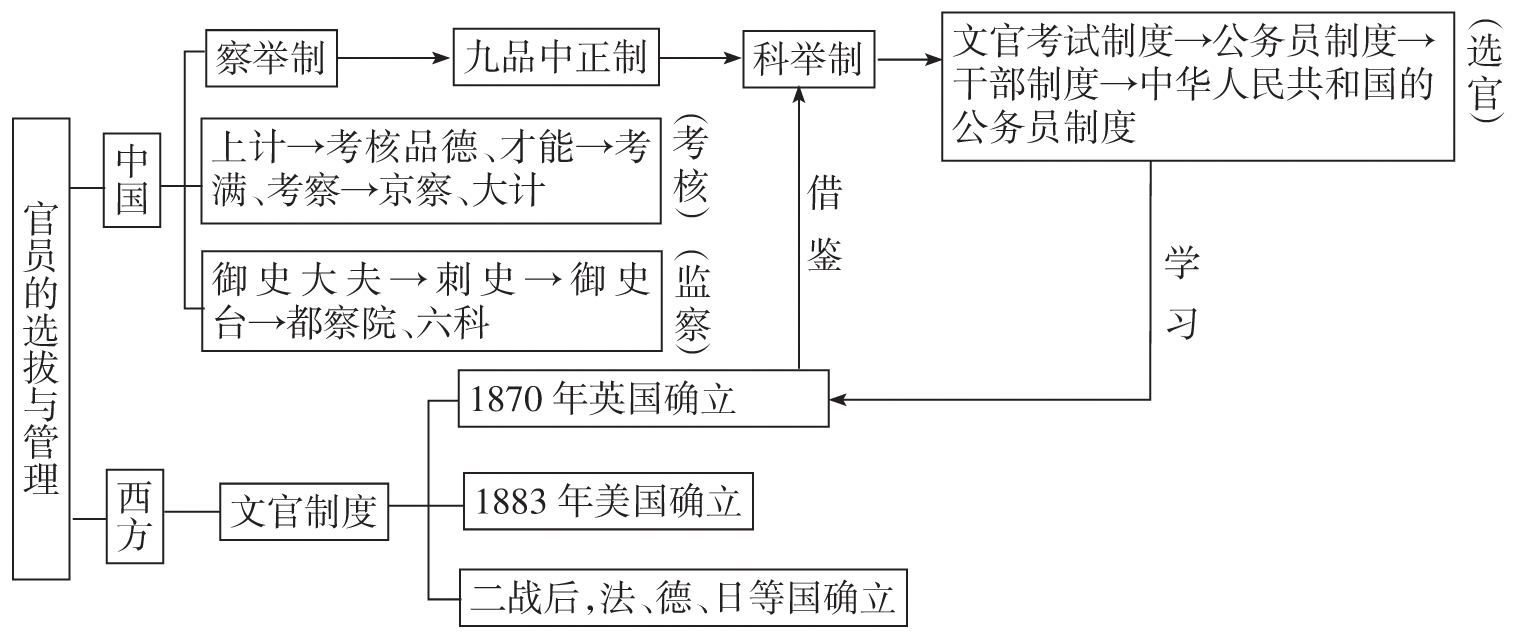 官员的选拔与管理
中国
察举制
九品中正制
科举制
文官考试制度→公务员制度→
干部制度→中华人民共和国的
公务员制度
(选官)
上计→考核品德、才能→考
满、考察→京察、大计
(考核)
御史大夫→刺史→御史
台→都察院、六科
(监察)
借鉴
学习
西方
文官制度
1870年英国确立
1883年美国确立
二战后,法、德、日等国确立